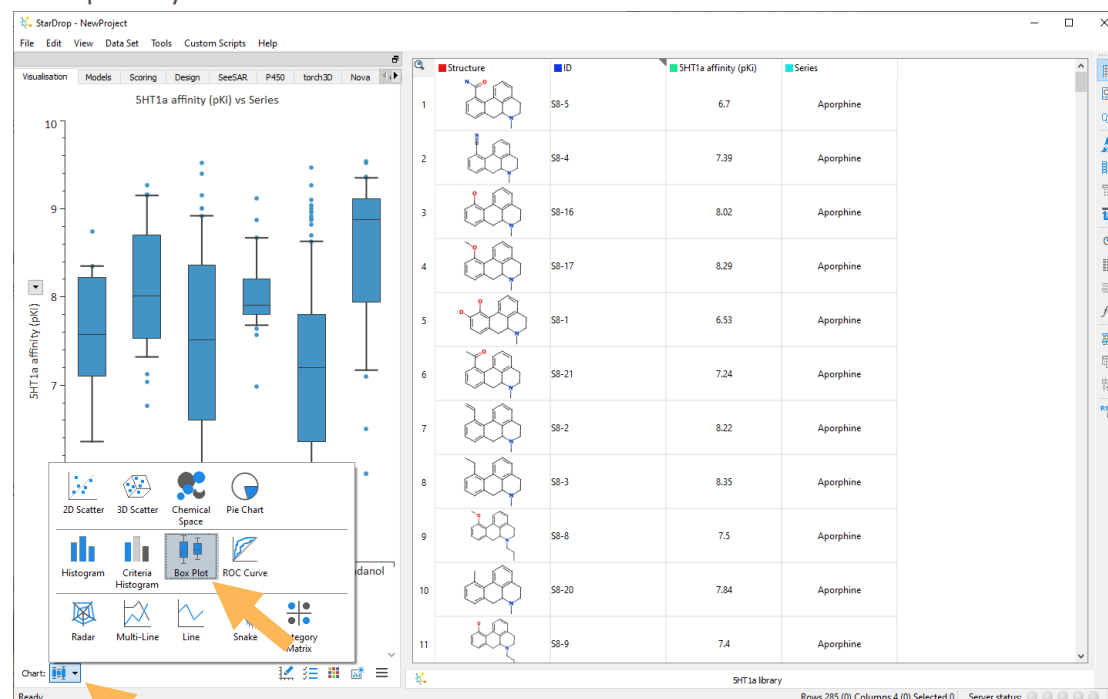 StarDrop - NewProject
File Edit View Data Set Tools Custom Scripts Help
Visualisation Models Scoring Design SeeSAR P450 torch3D Nova
5HT1a affinity (pKi) vs Series
10
9
8
7
5HT1a affinity (pKi)
2D Scatter 3D Scatter Chemical Space Pie Chart
Histogram Criteria Histogram Box Plot ROC Curve
Radar Multi-Line Line Snake Matrix
danol
Chart:
Ready
Structure ID 5HT1a affinity (pKi) Series
1 S8-5 6.7 Aporphine
2 S8-4 7.39 Aporphine
3 S8-16 8.02 Aporphine
4 S8-17 8.29 Aporphine
5 S8-1 6.53 Aporphine
6 S8-21 7.24 Aporphine
7 S8-2 8.22 Aporphine
8 S8-3 8.35 Aporphine
9 S8-8 7.5 Aporphine
10 S8-20 7.84 Aporphine
11 S8-9 7.4 Aporphine
5HT1a library
Rows 285 (0) Columns 4 (0) Selected 0 Server status: